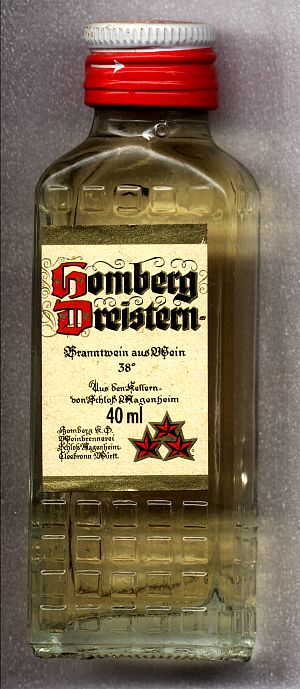 Homberg
Dreistern-
Branntwein aus Wein
38°
Aus den Kellern
von Schloß Magenheim
40 ml
Homberg K.G.
Weinbrennerei
Schloß Magenheim
Cleebronn Württ.